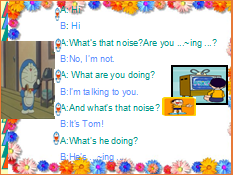 A: Hi
B: Hi
A:What's that noise?Are you ...~ing ...?
B:No, I'm not.
A: What are you doing?
B:I'm talking to you.
A:And what's that noise?
B:It's Tom!
A:What's he doing?
B:He's ...~ing ...